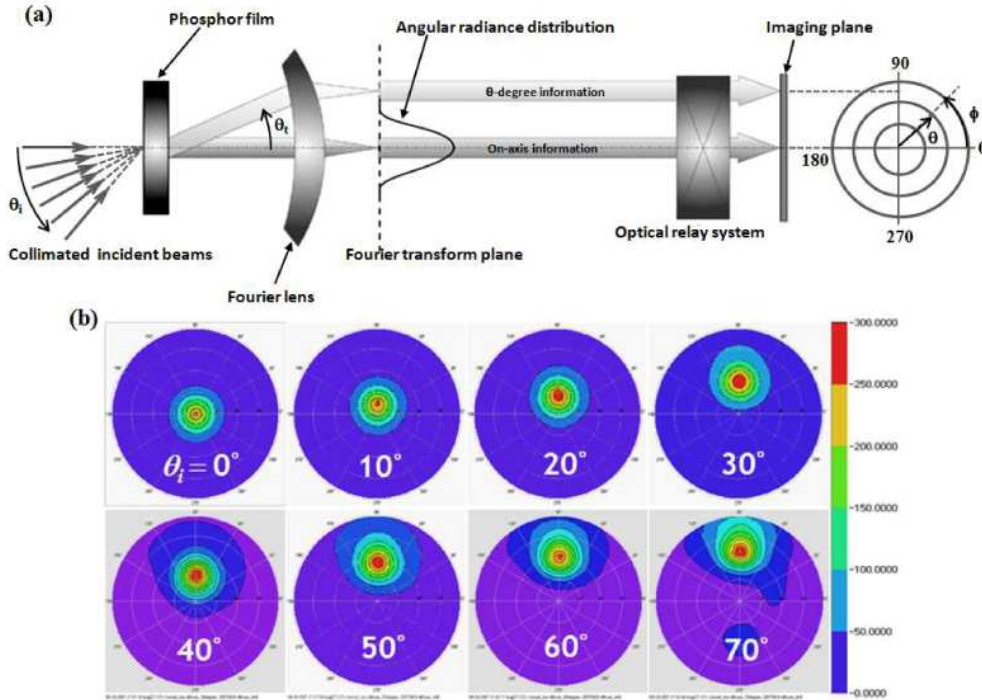 (a)
Phosphor film
Angular radiance distribution
Imaging plane
90
θ-degree information
θt
ϕ
θ
On-axis information
180
0
θi
270
Optical relay system
Collimated incident beams
Fourier transform plane
Fourier lens
(b)
300.0000
250.0000
200.0000
150.0000
100.0000
50.0000
0.0000
θi = 0°
10°
20°
30°
40°
50°
60°
70°